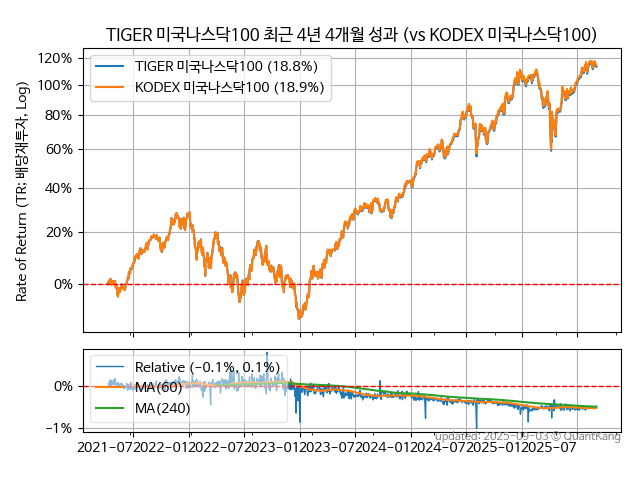 TIGER 미국나스닥100 최근 4년 4개월 성과 (vs KODEX 미국나스닥100)
120%
100%
80%
60%
40%
20%
0%
Rate of Return (TR: 배당재투자, Log)
TIGER 미국나스닥100 (18.8%)
KODEX 미국나스닥100 (18.9%)
0%
−1%
Relative (−0.1%, 0.1%)
MA(60)
MA(240)
updated: 2025-09-03 © QuantKang
2021-07 2022-01 2022-07 2023-01 2023-07 2024-01 2024-07 2025-01 2025-07